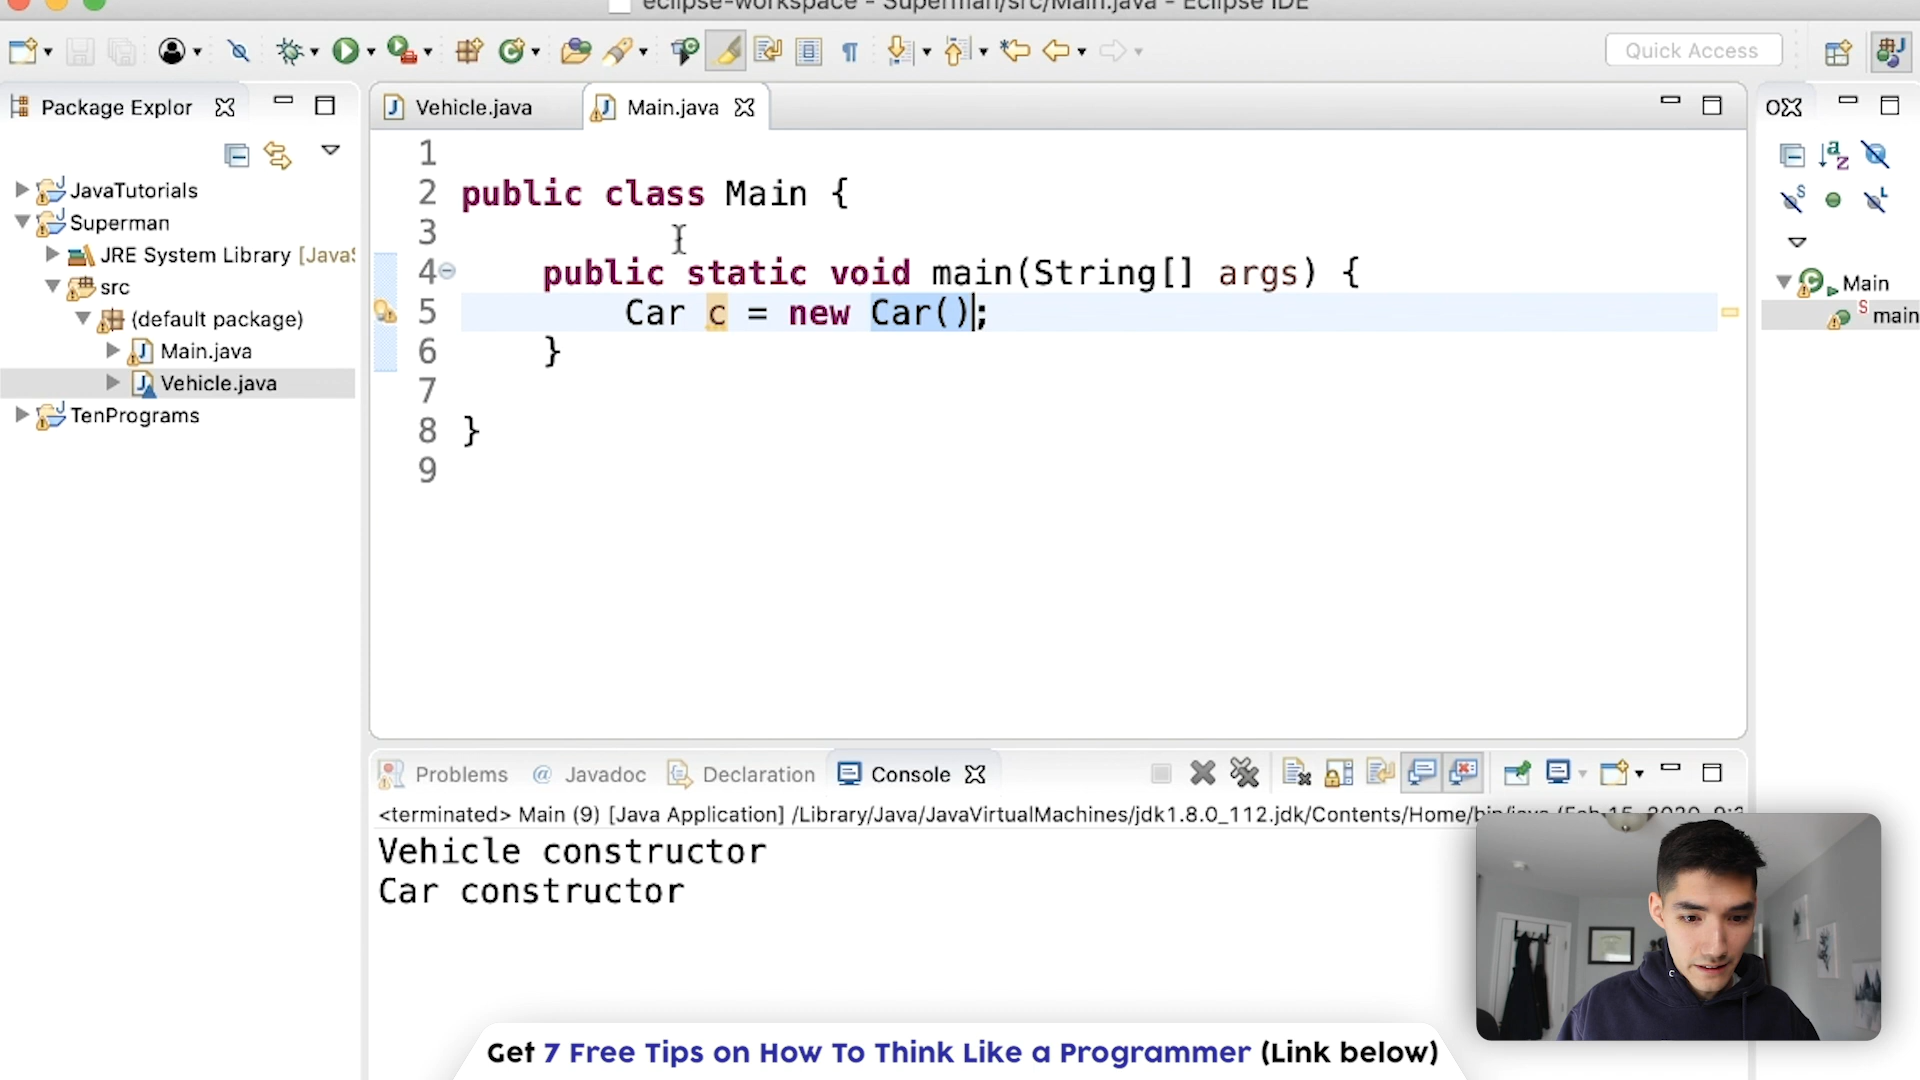 eclipse-workspace - Superman/src/Main.java - Eclipse IDE
Quick Access
Package Explor
JavaTutorials
Superman
JRE System Library [Java
src
(default package)
Main.java
Vehicle.java
TenPrograms
Vehicle.java
Main.java
1
2 public class Main {
3
4 public static void main(String[] args) {
5 Car c = new Car();
6 }
7
8 }
9
Main
S main
Problems
@ Javadoc
Declaration
Console
<terminated> Main (9) [Java Application] /Library/Java/JavaVirtualMachines/jdk1.8.0_112.jdk/Contents/Home/bin/java (Feb 15, 2020, 9:
Vehicle constructor
Car constructor
Get 7 Free Tips on How To Think Like a Programmer (Link below)